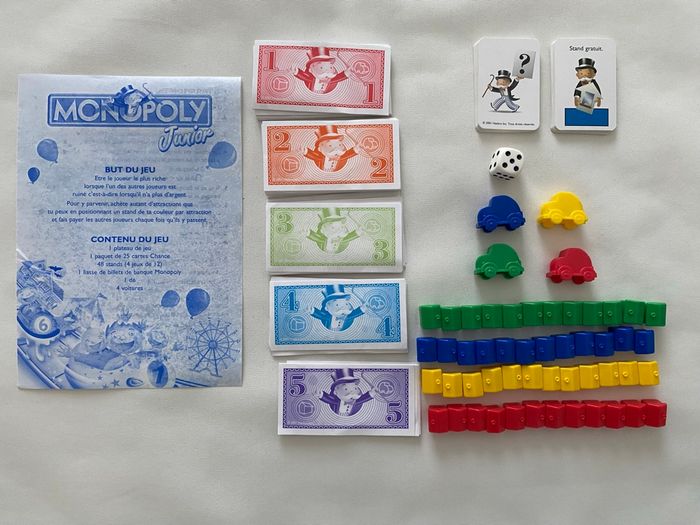 MONOPOLY
Junior
BUT DU JEU
Etre le joueur le plus riche
lorsque l'un des autres joueurs est
ruiné c'est-à-dire lorsqu'il n'a plus d'argent.
Pour y parvenir, achète autant d'attractions que
tu peux en positionnant un stand de ta couleur par attraction
et fais payer les autres joueurs chaque fois qu'ils y passent.
CONTENU DU JEU
1 plateau de jeu
1 paquet de 25 cartes Chance
48 stands (4 jeux de 12)
1 liasse de billets de banque Monopoly
1 dé
4 voitures
6
1
1 1
2 2
3 3
4 4
5 5
?
Stand gratuit.